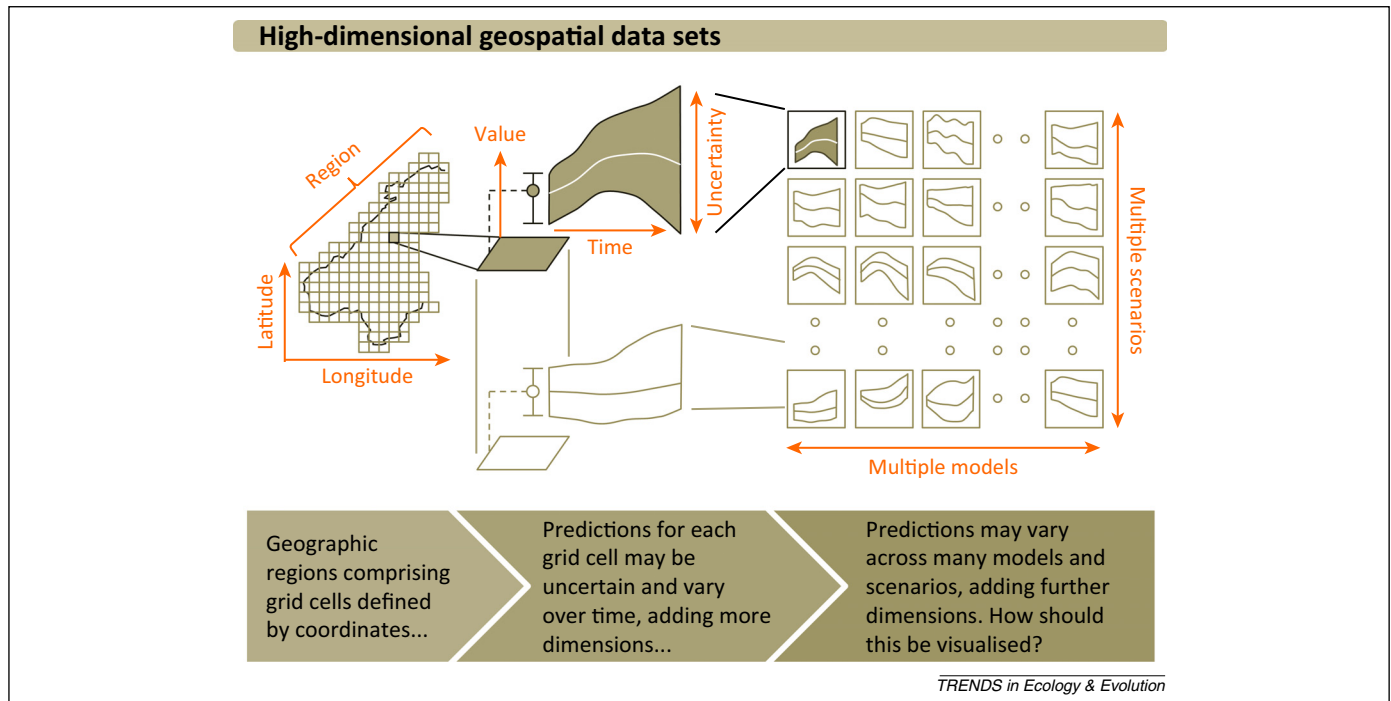 High-dimensional geospatial data sets
Region
Latitude
Longitude
Value
Time
Uncertainty
Multiple scenarios
Multiple models
Geographic
regions comprising
grid cells defined
by coordinates...
Predictions for each
grid cell may be
uncertain and vary
over time, adding more
dimensions...
Predictions may vary
across many models and
scenarios, adding further
dimensions. How should
this be visualised?
TRENDS in Ecology & Evolution